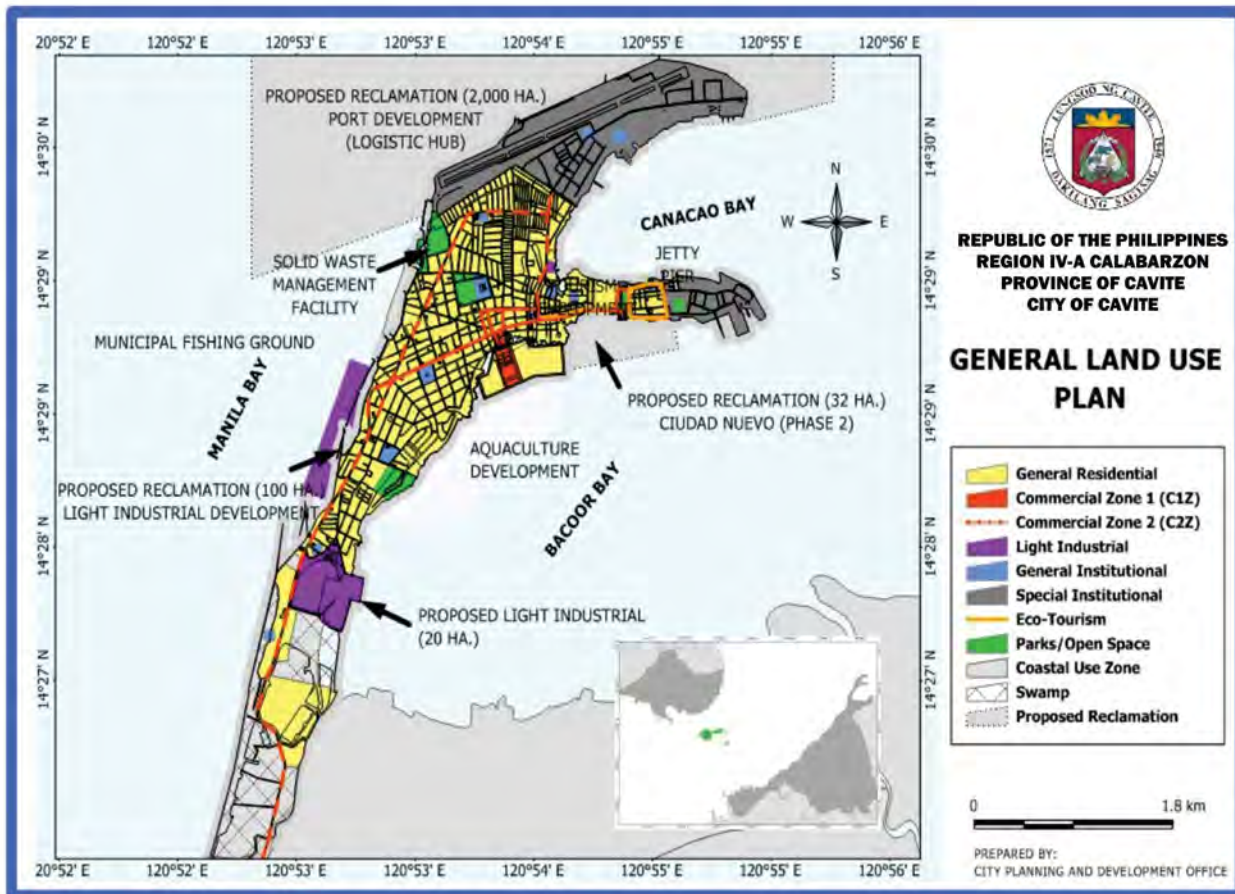 20°52' E 120°52' E 120°53' E 120°53' E 120°54' E 120°55' E 120°55' E 120°56' E
14°30' N
14°29' N
14°29' N
14°28' N
14°27' N
PROPOSED RECLAMATION (2,000 HA.)
PORT DEVELOPMENT
(LOGISTIC HUB)
CANACAO BAY
N
W E
S
SOLID WASTE
MANAGEMENT
FACILITY
JETTY
PIER
MUNICIPAL FISHING GROUND
MANILA BAY
PROPOSED RECLAMATION (32 HA.)
CIUDAD NUEVO (PHASE 2)
AQUACULTURE
DEVELOPMENT
BACOOR BAY
PROPOSED RECLAMATION (100 HA.)
LIGHT INDUSTRIAL DEVELOPMENT
PROPOSED LIGHT INDUSTRIAL
(20 HA.)
14°30' N
14°29' N
14°29' N
14°28' N
14°27' N
20°52' E 120°52' E 120°53' E 120°53' E 120°54' E 120°55' E 120°55' E 120°56' E
LUNGSOD NG CAVITE
DAKILANG SAGISAG
REPUBLIC OF THE PHILIPPINES
REGION IV-A CALABARZON
PROVINCE OF CAVITE
CITY OF CAVITE
GENERAL LAND USE
PLAN
General Residential
Commercial Zone 1 (C1Z)
Commercial Zone 2 (C2Z)
Light Industrial
General Institutional
Special Institutional
Eco-Tourism
Parks/Open Space
Coastal Use Zone
Swamp
Proposed Reclamation
0 1.8 km
PREPARED BY:
CITY PLANNING AND DEVELOPMENT OFFICE